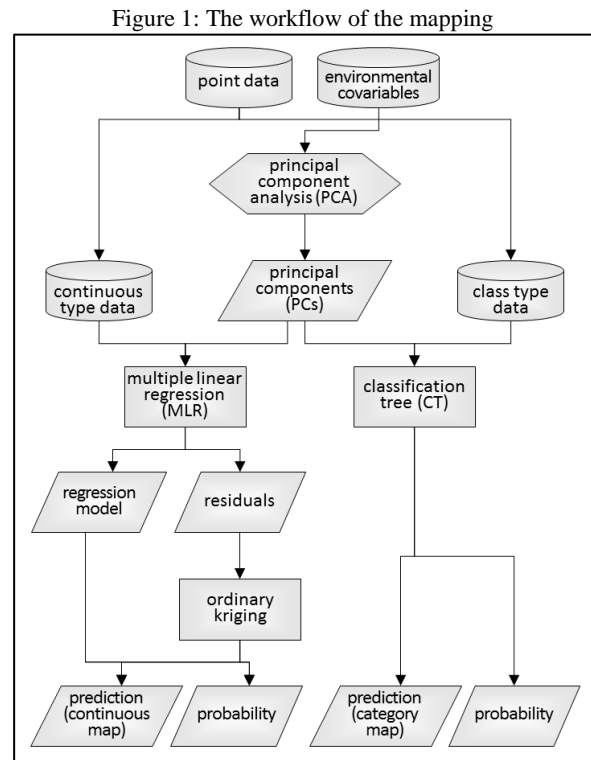 Figure 1: The workflow of the mapping
point data
environmental
covariables
principal
component
analysis (PCA)
continuous
type data
principal
components
(PCs)
class type
data
multiple linear
regression
(MLR)
classification
tree (CT)
regression
model
residuals
ordinary
kriging
prediction
(continuous
map)
probability
prediction
(category
map)
probability